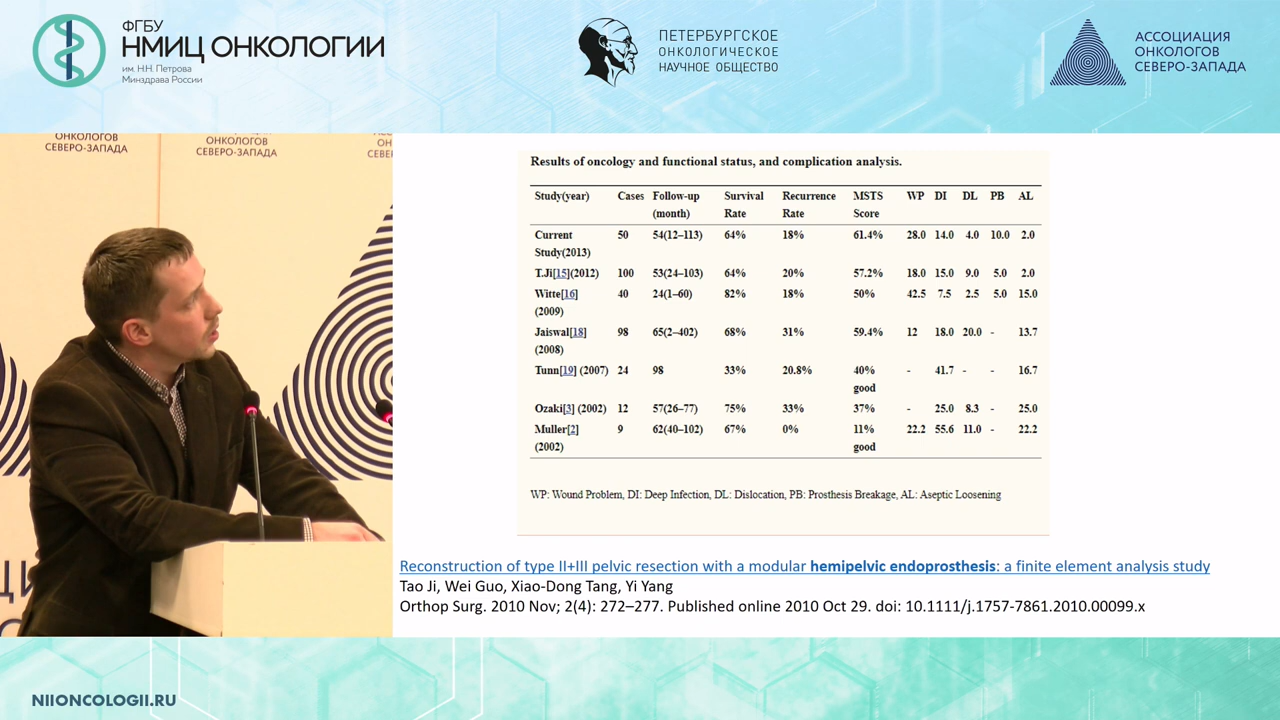 ФГБУ
НМИЦ ОНКОЛОГИИ
им. Н.Н. Петрова
Минздрава России
ПЕТЕРБУРГСКОЕ
ОНКОЛОГИЧЕСКОЕ
НАУЧНОЕ ОБЩЕСТВО
АССОЦИАЦИЯ
ОНКОЛОГОВ
СЕВЕРО-ЗАПАДА
ОНКОЛОГОВ
СЕВЕРО-ЗАПАДА
ОНКОЛОГОВ
СЕВЕРО-ЗАПАДА
Results of oncology and functional status, and complication analysis.
Study(year) Cases Follow-up (month) Survival Rate Recurrence Rate MSTS Score WP DI DL PB AL
Current Study(2013) 50 54(12–113) 64% 18% 61.4% 28.0 14.0 4.0 10.0 2.0
T.Ji[15](2012) 100 53(24–103) 64% 20% 57.2% 18.0 15.0 9.0 5.0 2.0
Witte[16] (2009) 40 24(1–60) 82% 18% 50% 42.5 7.5 2.5 5.0 15.0
Jaiswal[18] (2008) 98 65(2–402) 68% 31% 59.4% 12 18.0 20.0 - 13.7
Tunn[19] (2007) 24 98 33% 20.8% 40% good - 41.7 - - 16.7
Ozaki[3] (2002) 12 57(26–77) 75% 33% 37% - 25.0 8.3 - 25.0
Muller[2] (2002) 9 62(40–102) 67% 0% 11% good 22.2 55.6 11.0 - 22.2
WP: Wound Problem, DI: Deep Infection, DL: Dislocation, PB: Prosthesis Breakage, AL: Aseptic Loosening
Reconstruction of type II+III pelvic resection with a modular hemipelvic endoprosthesis: a finite element analysis study
Tao Ji, Wei Guo, Xiao-Dong Tang, Yi Yang
Orthop Surg. 2010 Nov; 2(4): 272–277. Published online 2010 Oct 29. doi: 10.1111/j.1757-7861.2010.00099.x
NIIONCOLOGII.RU